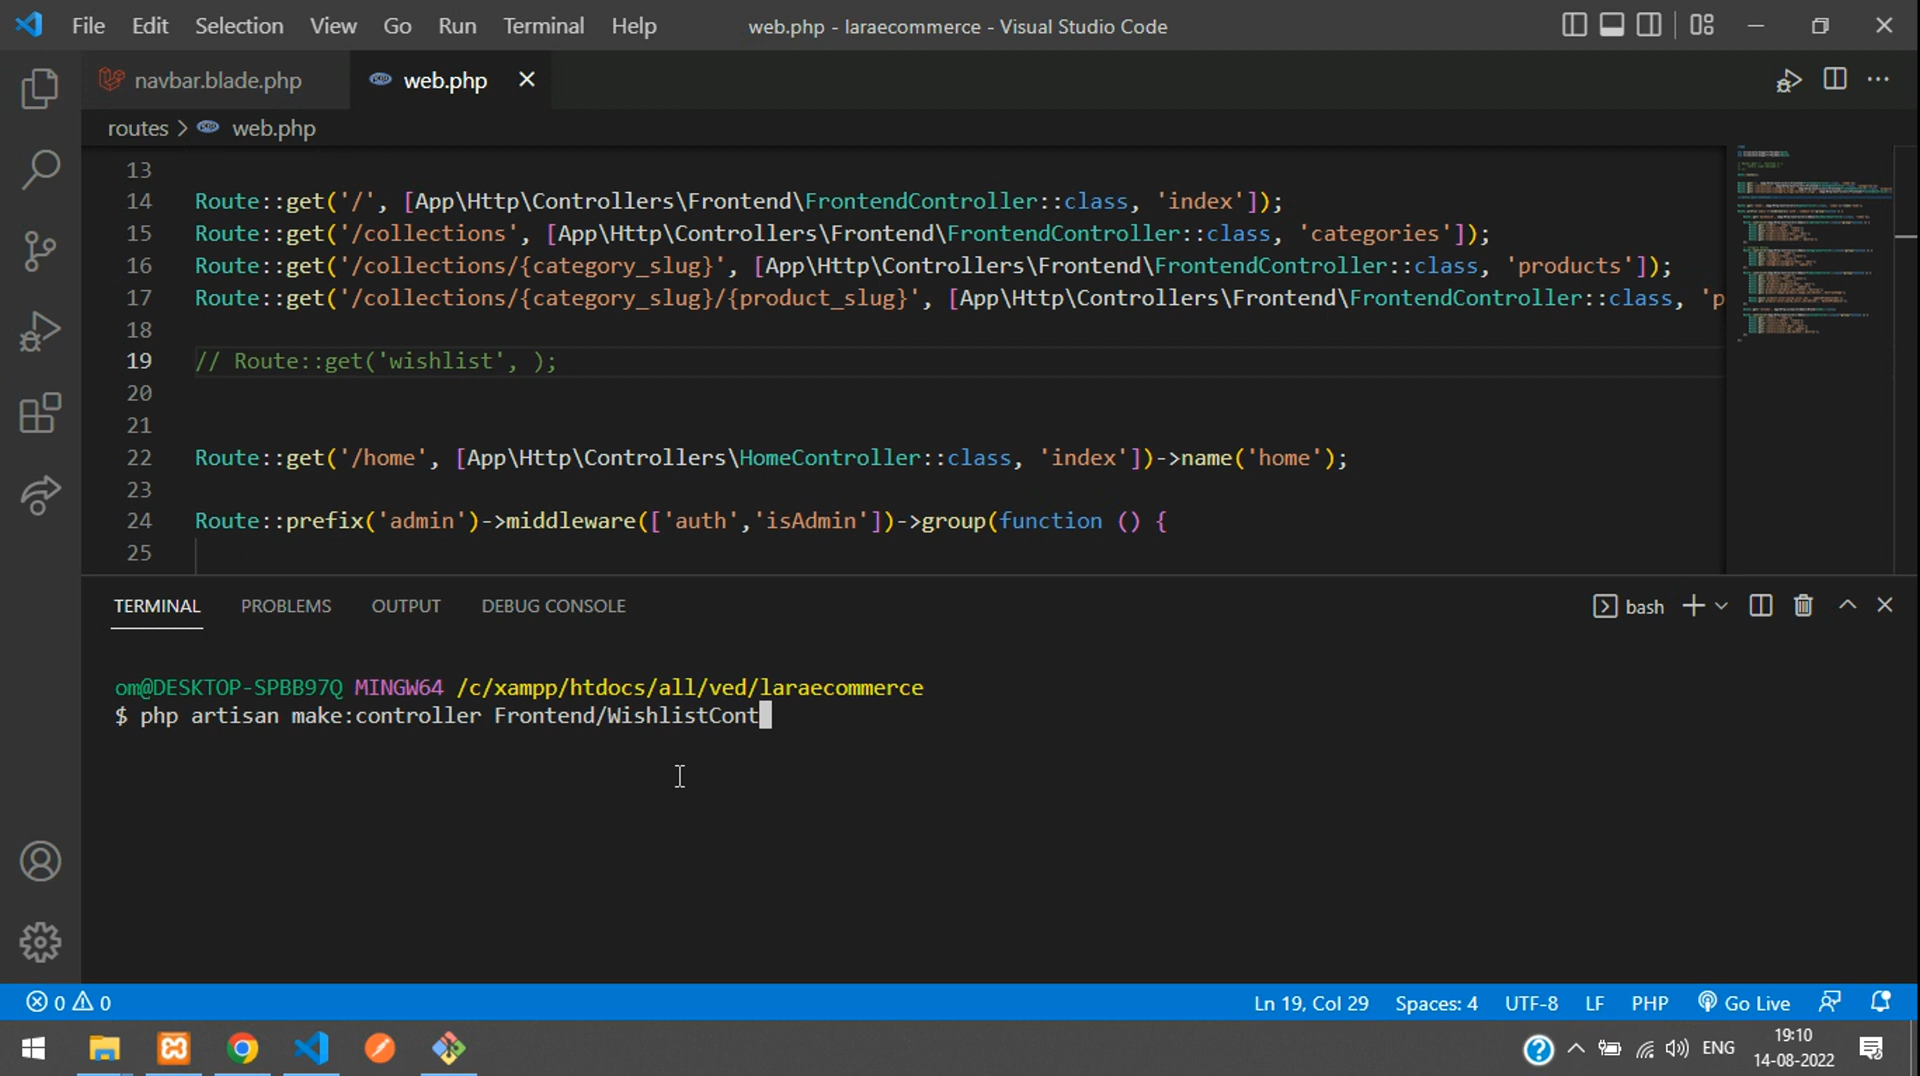 File Edit Selection View Go Run Terminal Help web.php - laraecommerce - Visual Studio Code
navbar.blade.php web.php
routes > web.php
13
14 Route::get('/', [App\Http\Controllers\Frontend\FrontendController::class, 'index']);
15 Route::get('/collections', [App\Http\Controllers\Frontend\FrontendController::class, 'categories']);
16 Route::get('/collections/{category_slug}', [App\Http\Controllers\Frontend\FrontendController::class, 'products']);
17 Route::get('/collections/{category_slug}/{product_slug}', [App\Http\Controllers\Frontend\FrontendController::class, 'p
18
19 // Route::get('wishlist', );
20
21
22 Route::get('/home', [App\Http\Controllers\HomeController::class, 'index'])->name('home');
23
24 Route::prefix('admin')->middleware(['auth','isAdmin'])->group(function () {
25
TERMINAL PROBLEMS OUTPUT DEBUG CONSOLE bash
om@DESKTOP-SPBB97Q MINGW64 /c/xampp/htdocs/all/ved/laraecommerce
$ php artisan make:controller Frontend/WishlistCont
0 0 Ln 19, Col 29 Spaces: 4 UTF-8 LF PHP Go Live
ENG 19:10
14-08-2022